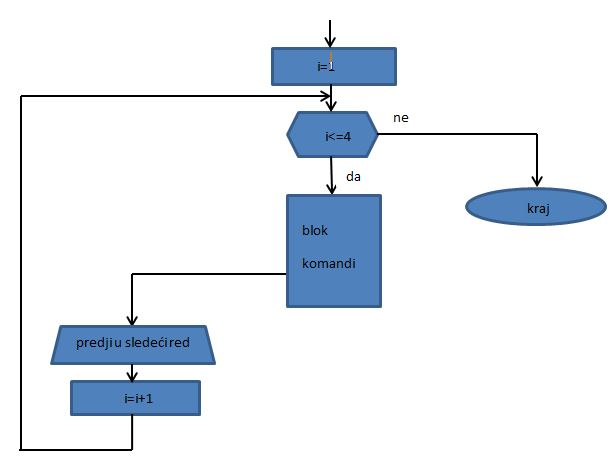 i=1
i<=4
ne
da
blok
komandi
kraj
predji u sledeći red
i=i+1